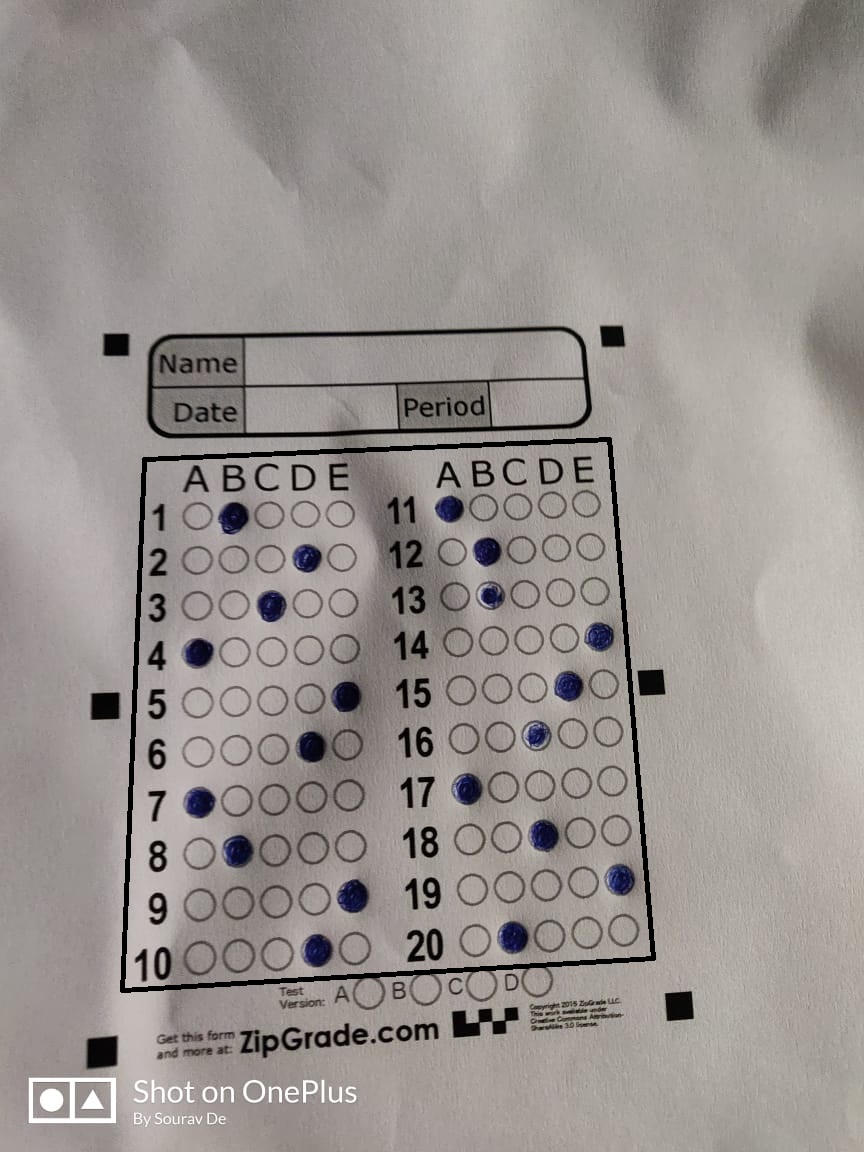 Name
Date Period
A B C D E A B C D E
1 11
2 12
3 13
4 14
5 15
6 16
7 17
8 18
9 19
10 20
Test
Version: A B C D
Get this form
and more at: ZipGrade.com
Copyright 2015 ZipGrade LLC.
This work available under
Creative Commons Attribution-
ShareAlike 3.0 license.
Shot on OnePlus
By Sourav De